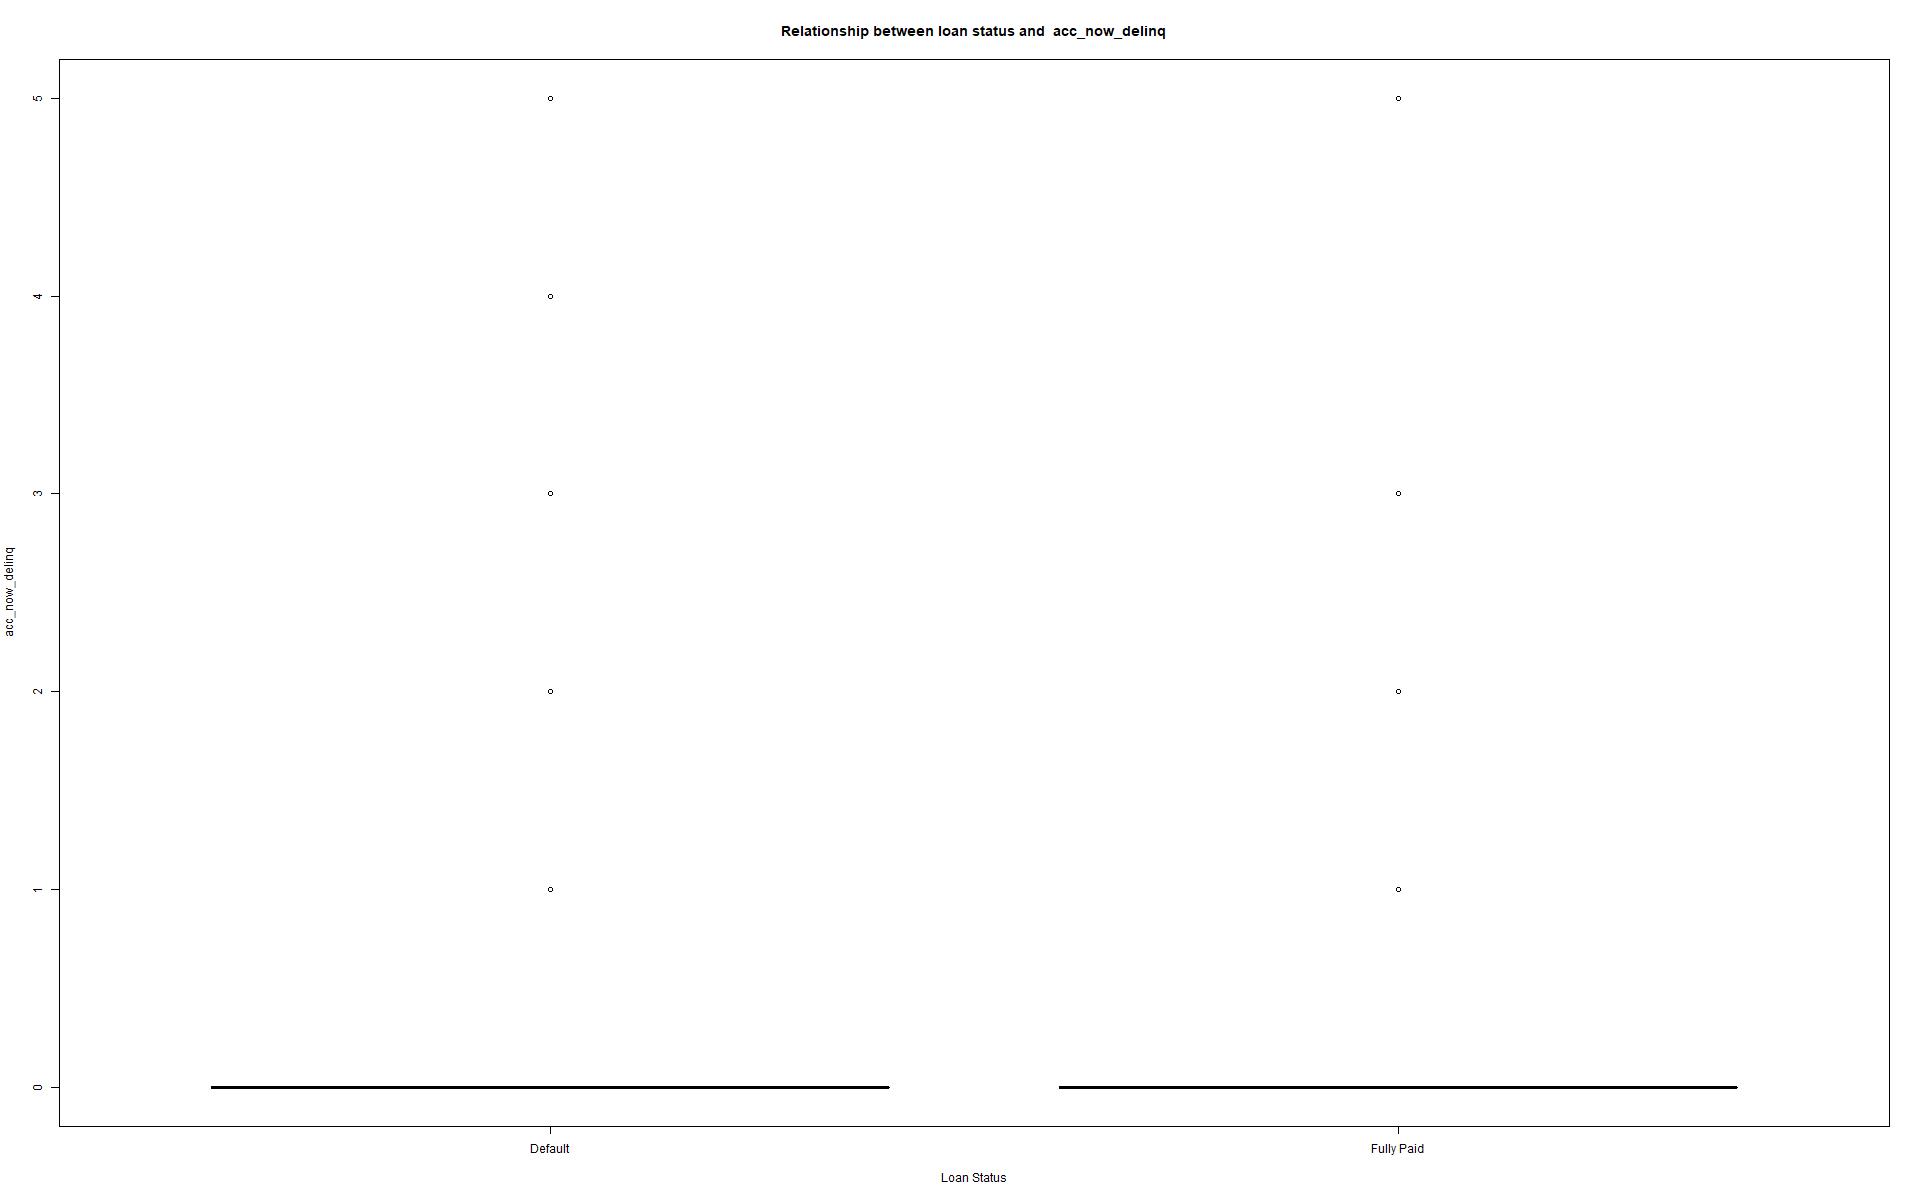 Relationship between loan status and  acc_now_delinq
5
4
3
2
1
0
acc_now_delinq
Default
Fully Paid
Loan Status